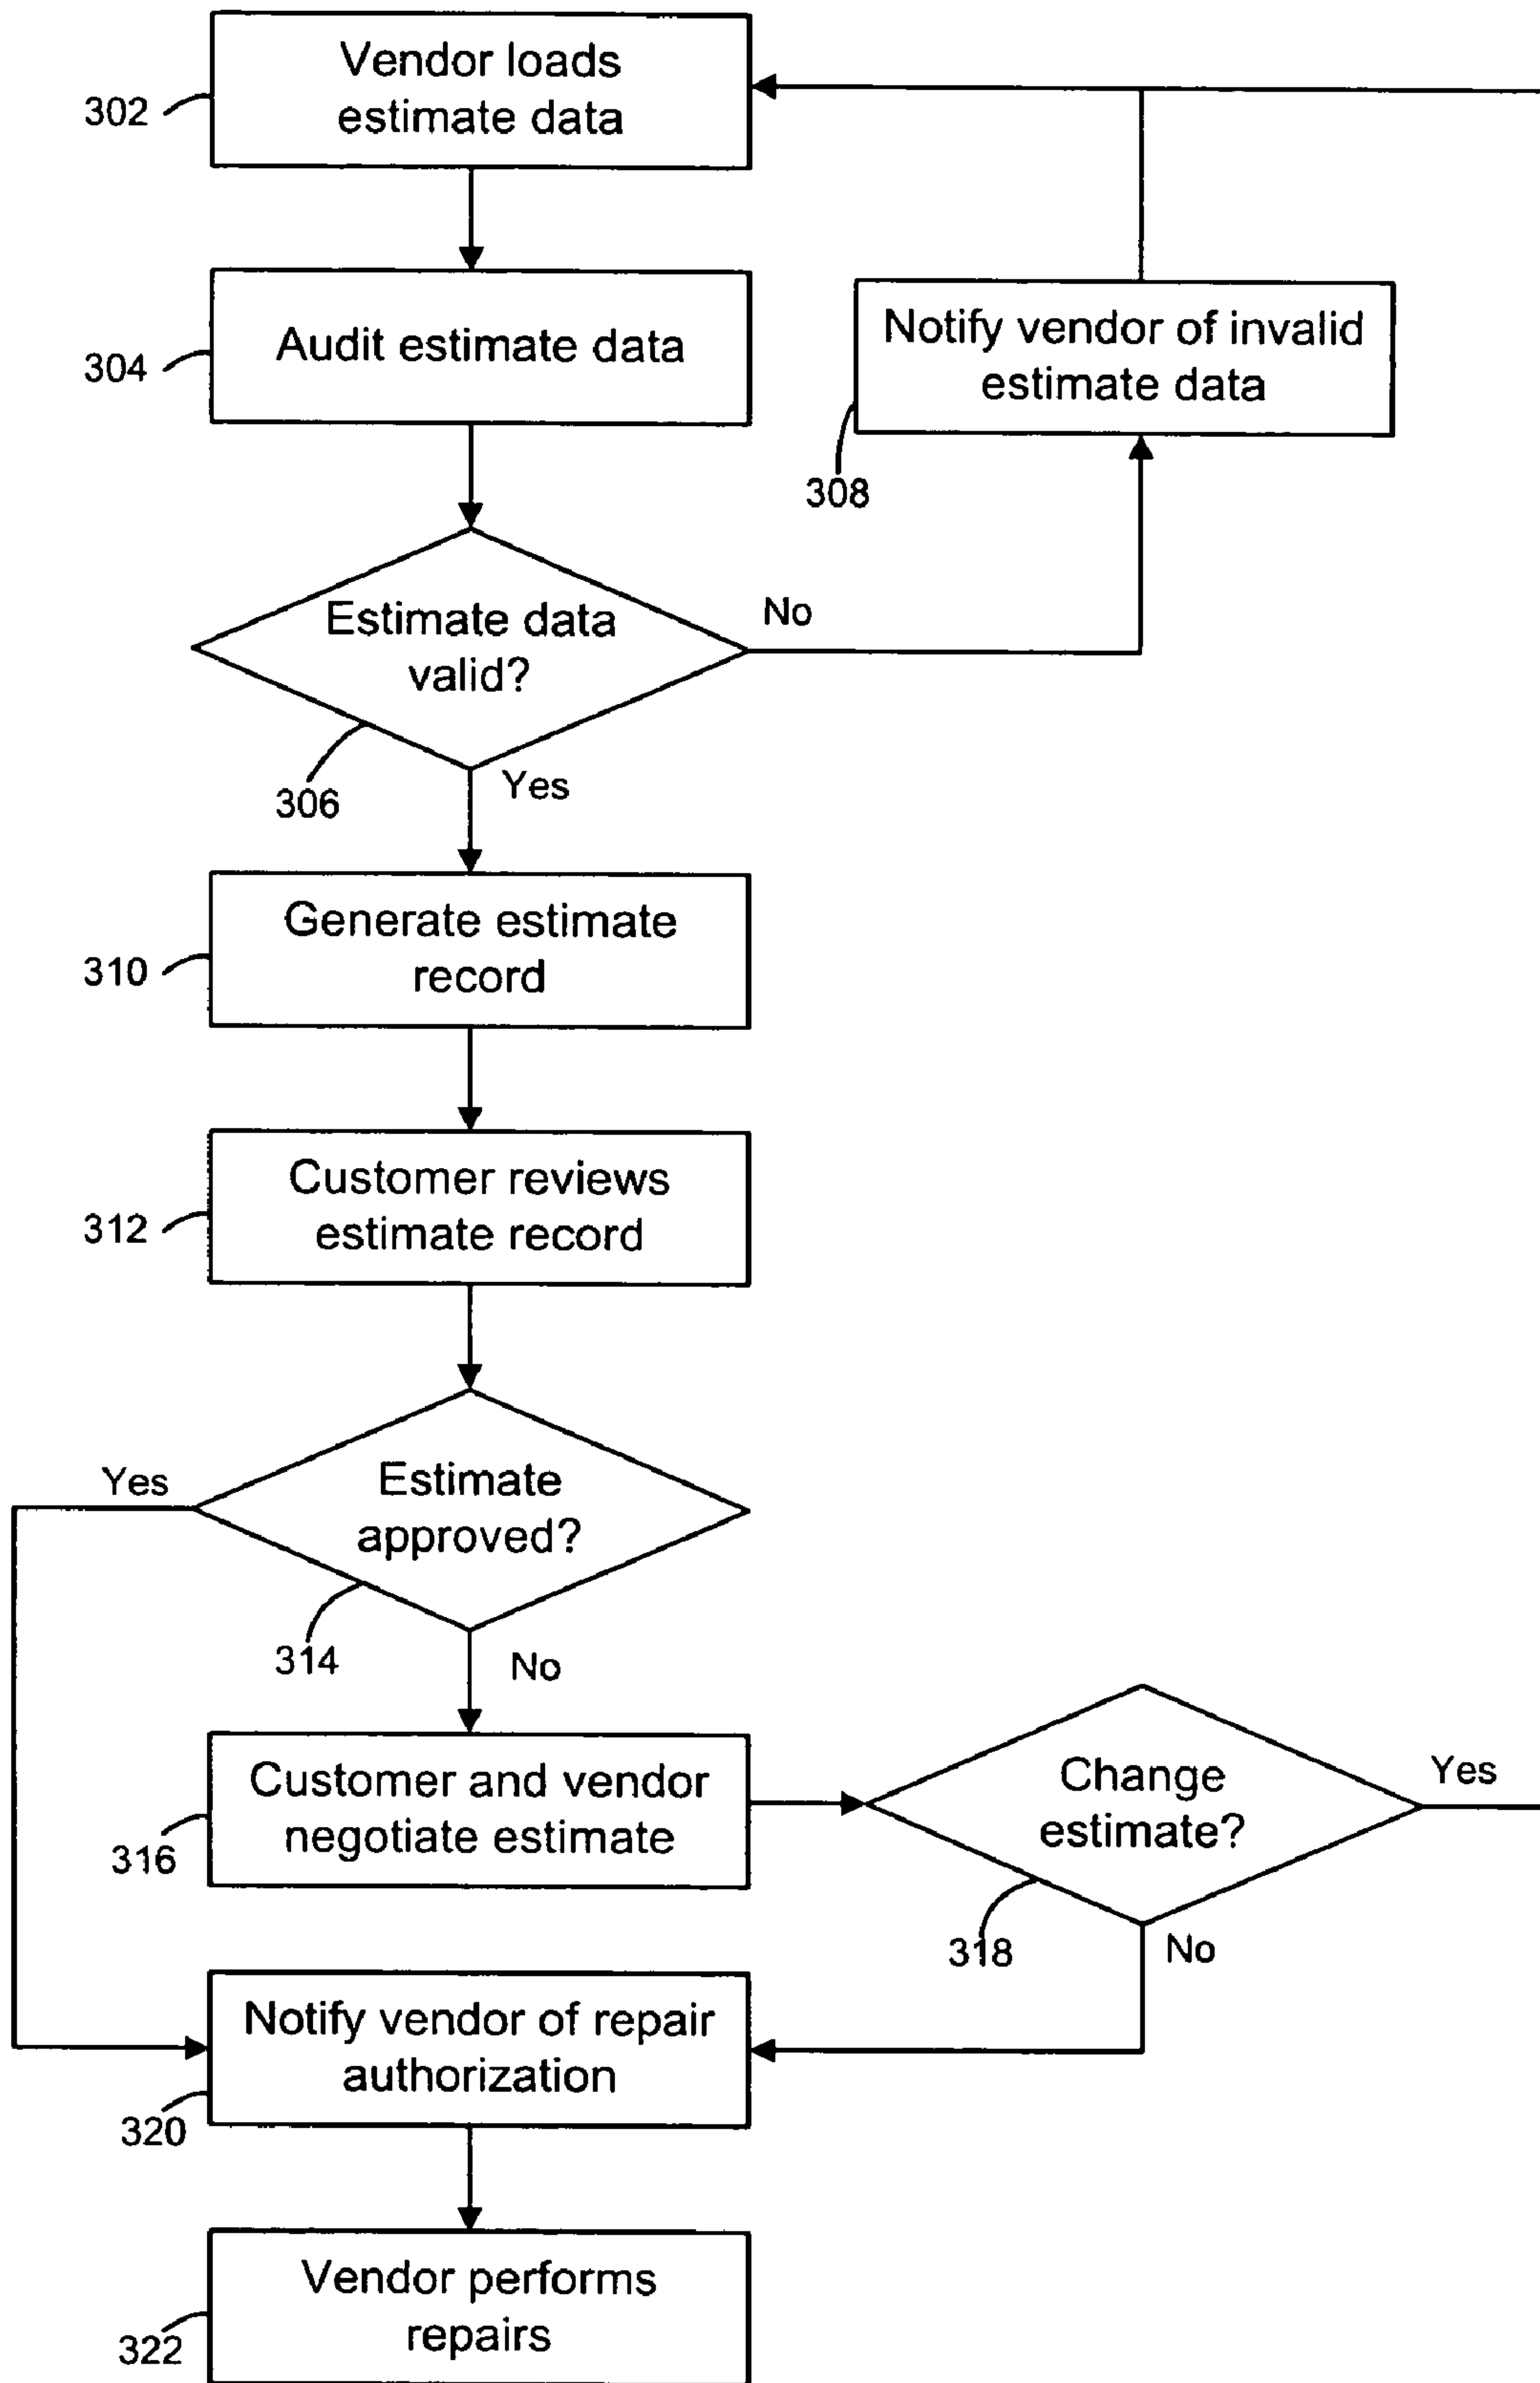 Vendor loads
estimate data
302
Audit estimate data
304
Notify vendor of invalid
estimate data
308
Estimate data
valid?
No
306
Yes
Generate estimate
record
310
Customer reviews
estimate record
312
Yes
Estimate
approved?
314
No
Customer and vendor
negotiate estimate
316
Change
estimate?
Yes
318
No
Notify vendor of repair
authorization
320
Vendor performs
repairs
322